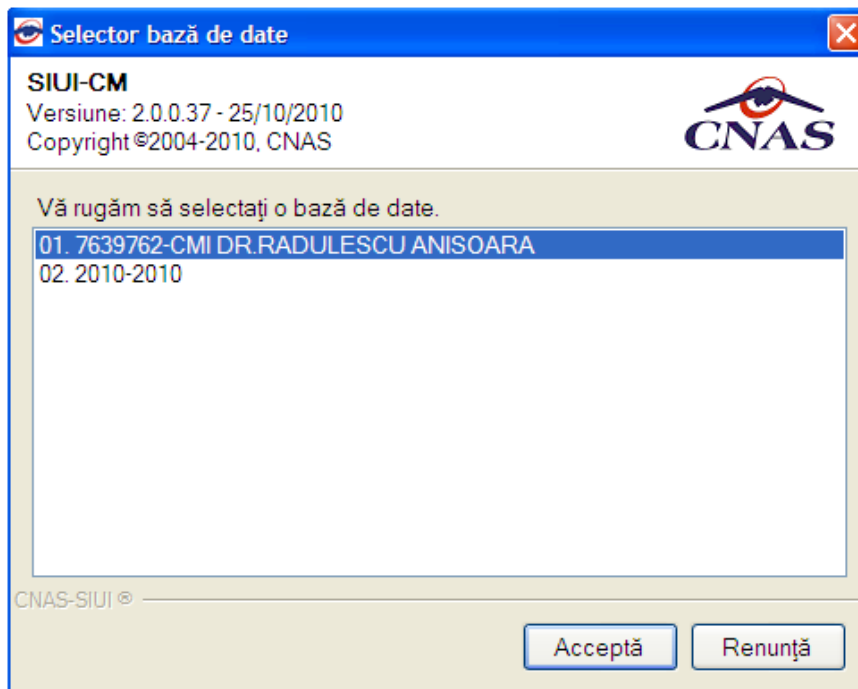 Selector bază de date
SIUI-CM
Versiune: 2.0.0.37 - 25/10/2010
Copyright ©2004-2010, CNAS
CNAS
Vă rugăm să selectaţi o bază de date.
01. 7639762-CMI DR.RADULESCU ANISOARA
02. 2010-2010
CNAS-SIUI ®
Acceptă
Renunţă